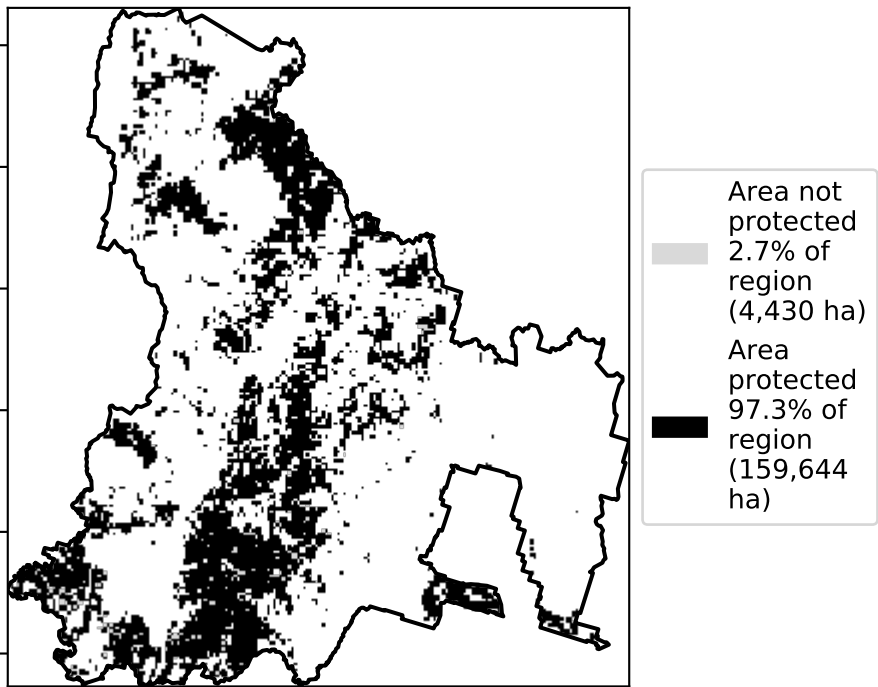 Area not
protected
2.7% of
region
(4,430 ha)
Area
protected
97.3% of
region
(159,644
ha)